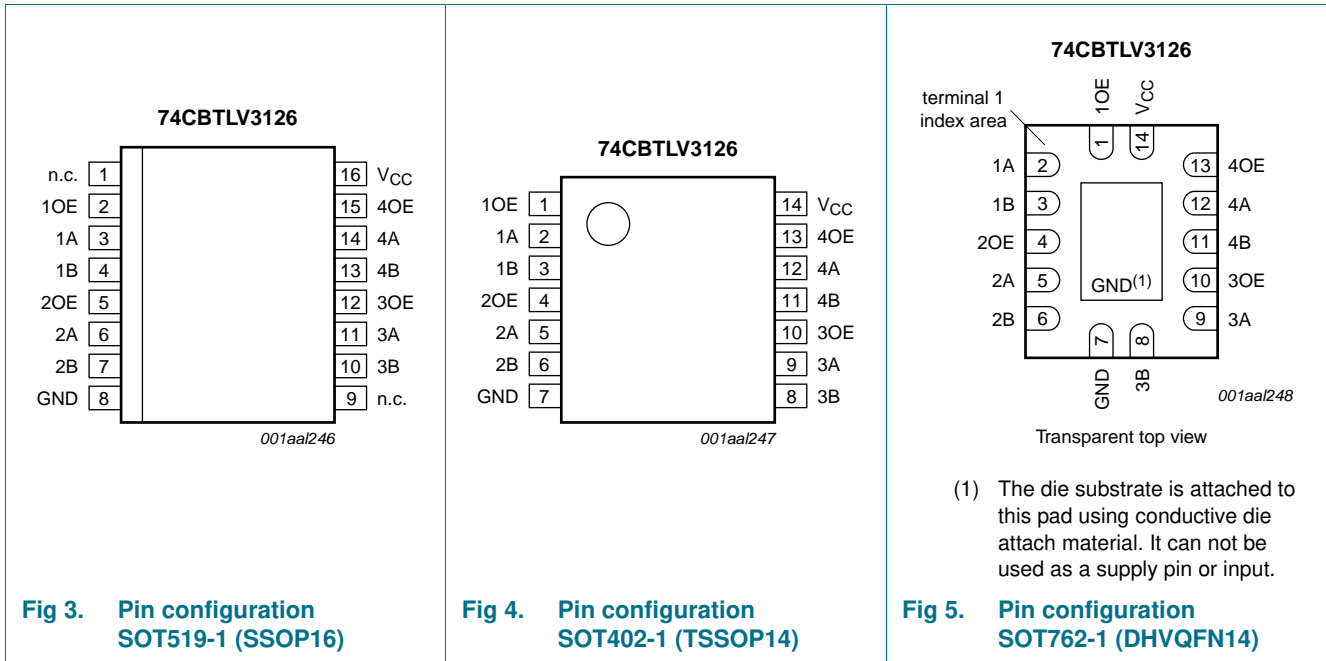 74CBTLV3126
n.c. 1
1OE 2
1A 3
1B 4
2OE 5
2A 6
2B 7
GND 8
16 VCC
15 4OE
14 4A
13 4B
12 3OE
11 3A
10 3B
9 n.c.
001aal246
Fig 3. Pin configuration
SOT519-1 (SSOP16)
74CBTLV3126
1OE 1
1A 2
1B 3
2OE 4
2A 5
2B 6
GND 7
14 VCC
13 4OE
12 4A
11 4B
10 3OE
9 3A
8 3B
001aal247
Fig 4. Pin configuration
SOT402-1 (TSSOP14)
74CBTLV3126
terminal 1
index area
1OE
VCC
1
14
1A 2
1B 3
2OE 4
2A 5
2B 6
13 4OE
12 4A
11 4B
10 3OE
9 3A
GND(1)
7
8
GND
3B
001aal248
Transparent top view
(1) The die substrate is attached to
this pad using conductive die
attach material. It can not be
used as a supply pin or input.
Fig 5. Pin configuration
SOT762-1 (DHVQFN14)